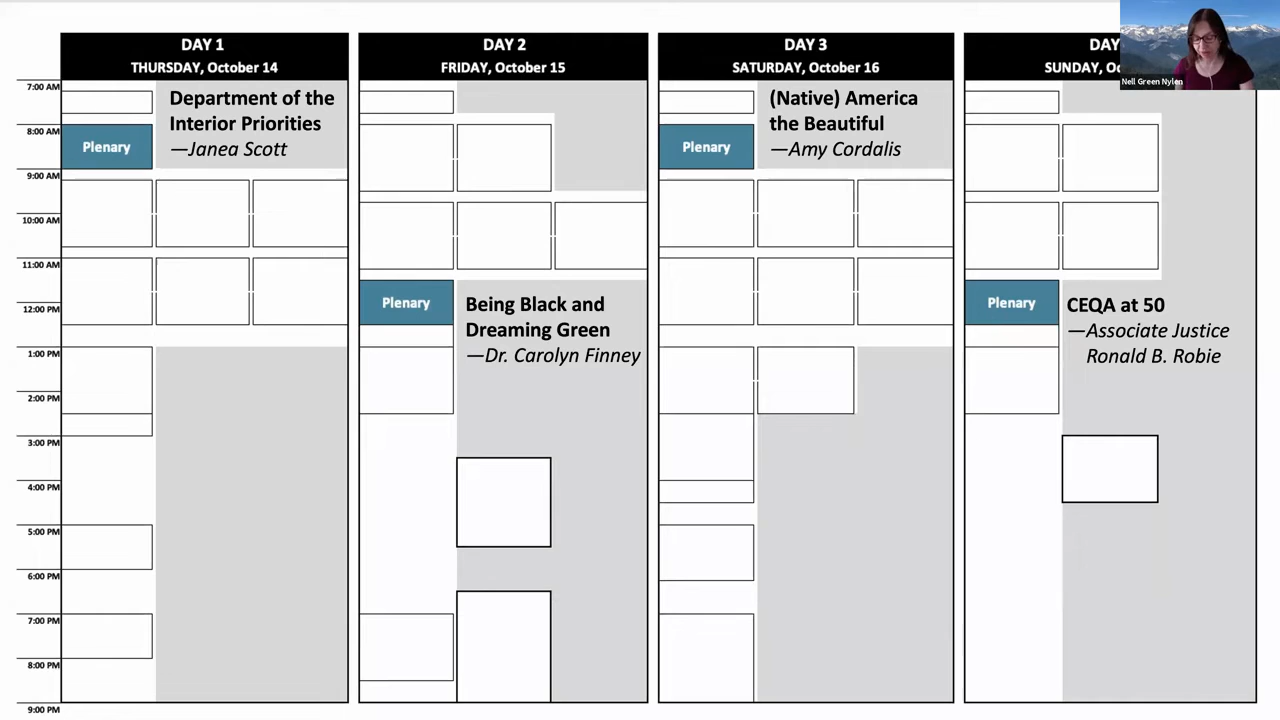 DAY 1
THURSDAY, October 14
DAY 2
FRIDAY, October 15
DAY 3
SATURDAY, October 16
DAY
SUNDAY,
Nell Green Nylen
7:00 AM
8:00 AM
9:00 AM
10:00 AM
11:00 AM
12:00 PM
1:00 PM
2:00 PM
3:00 PM
4:00 PM
5:00 PM
6:00 PM
7:00 PM
8:00 PM
9:00 PM
Plenary
Department of the
Interior Priorities
—Janea Scott
Plenary
Being Black and
Dreaming Green
—Dr. Carolyn Finney
Plenary
(Native) America
the Beautiful
—Amy Cordalis
Plenary
CEQA at 50
—Associate Justice
Ronald B. Robie